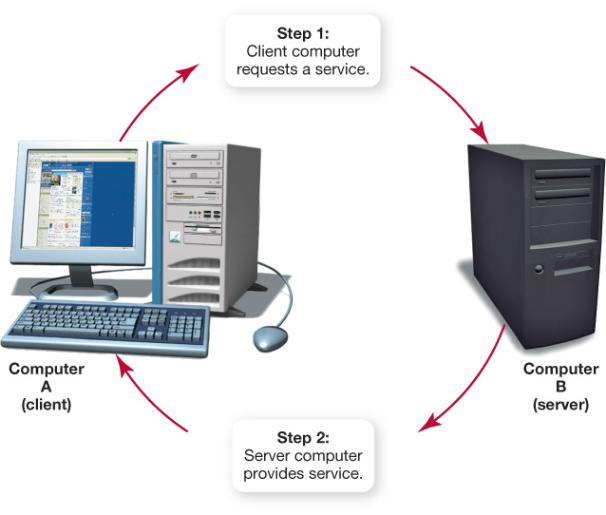 Step 1:
Client computer
requests a service.
Computer
A
(client)
Computer
B
(server)
Step 2:
Server computer
provides service.